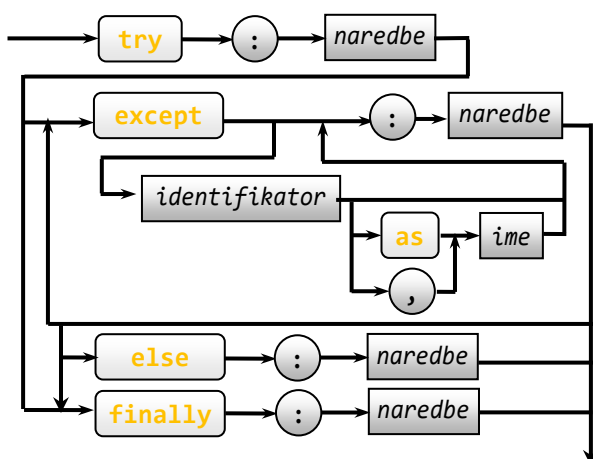 try : naredbe
except : naredbe
identifikator
as ime
,
else : naredbe
finally : naredbe